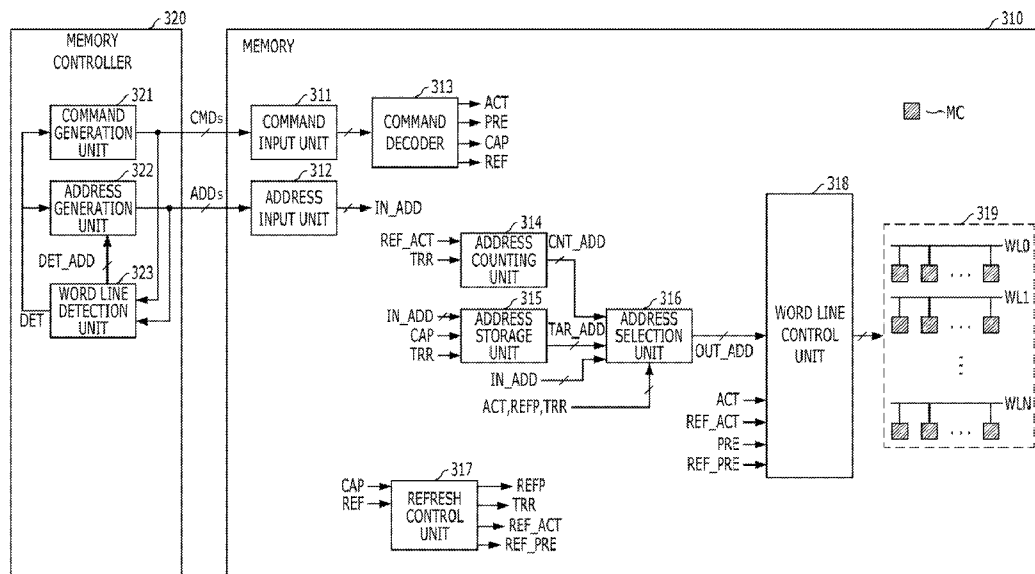 320
MEMORY
CONTROLLER
321
COMMAND
GENERATION
UNIT
322
ADDRESS
GENERATION
UNIT
DET_ADD
323
WORD LINE
DETECTION
UNIT
DET
CMDs
ADDs
310
MEMORY
311
COMMAND
INPUT UNIT
313
COMMAND
DECODER
ACT
PRE
CAP
REF
312
ADDRESS
INPUT UNIT
IN_ADD
MC
REF_ACT
TRR
314
ADDRESS
COUNTING
UNIT
CNT_ADD
IN_ADD
CAP
TRR
315
ADDRESS
STORAGE
UNIT
TAR_ADD
IN_ADD
ACT,REFP,TRR
316
ADDRESS
SELECTION
UNIT
OUT_ADD
318
WORD LINE
CONTROL
UNIT
ACT
REF_ACT
PRE
REF_PRE
319
WL0
WL1
WLN
CAP
REF
317
REFRESH
CONTROL
UNIT
REFP
TRR
REF_ACT
REF_PRE